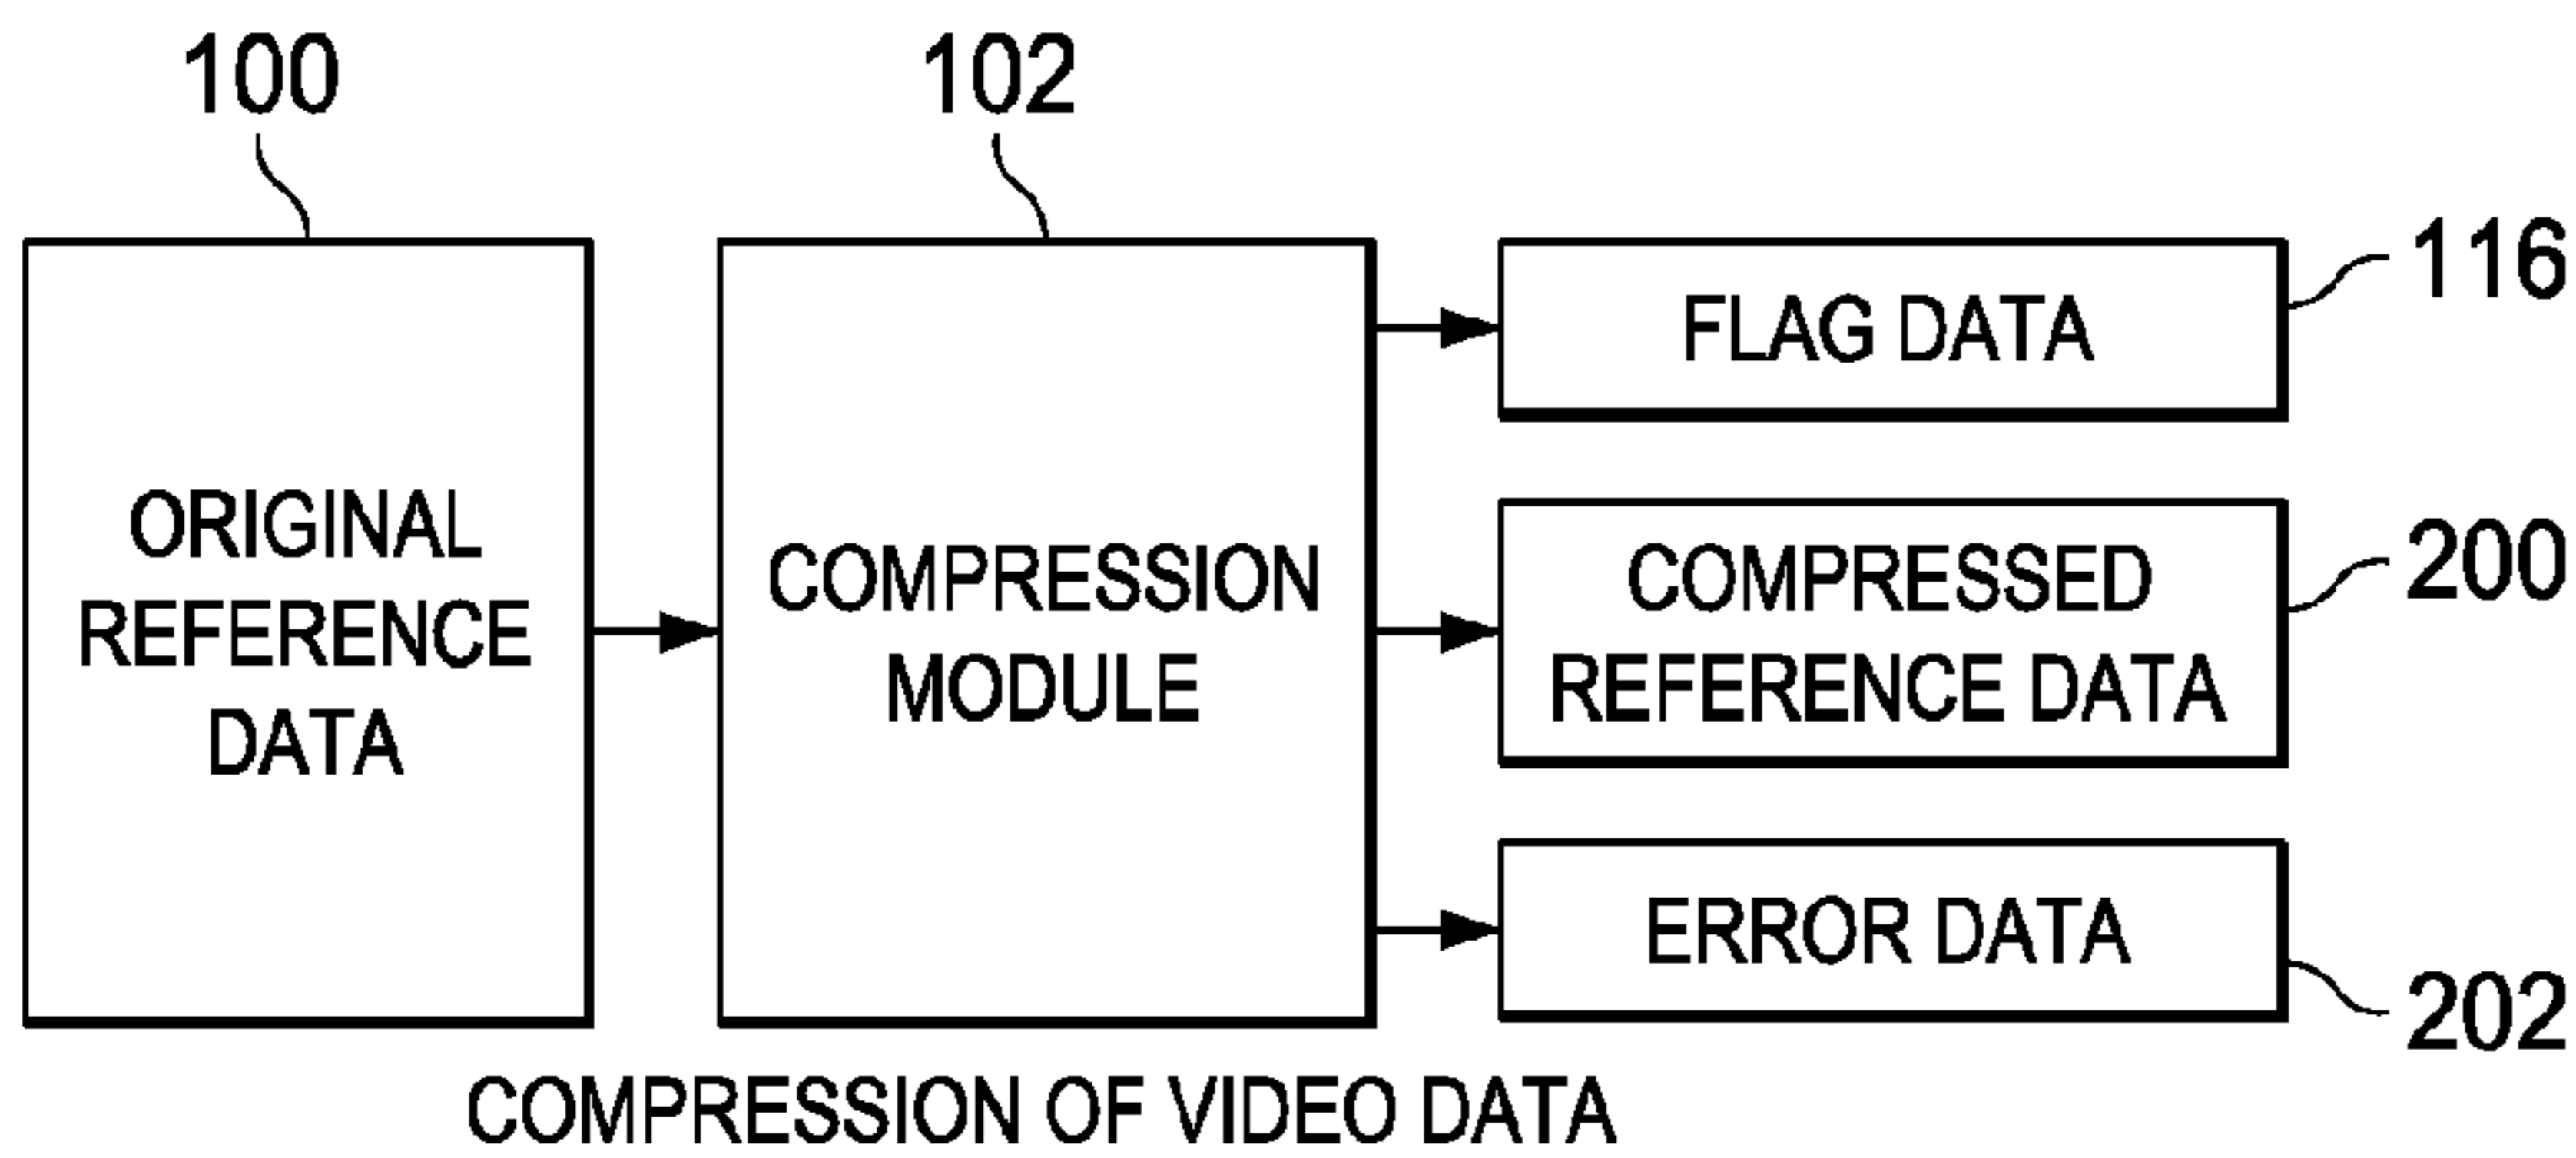 100
102
116
200
202
ORIGINAL
REFERENCE
DATA
COMPRESSION
MODULE
FLAG DATA
COMPRESSED
REFERENCE DATA
ERROR DATA
COMPRESSION OF VIDEO DATA